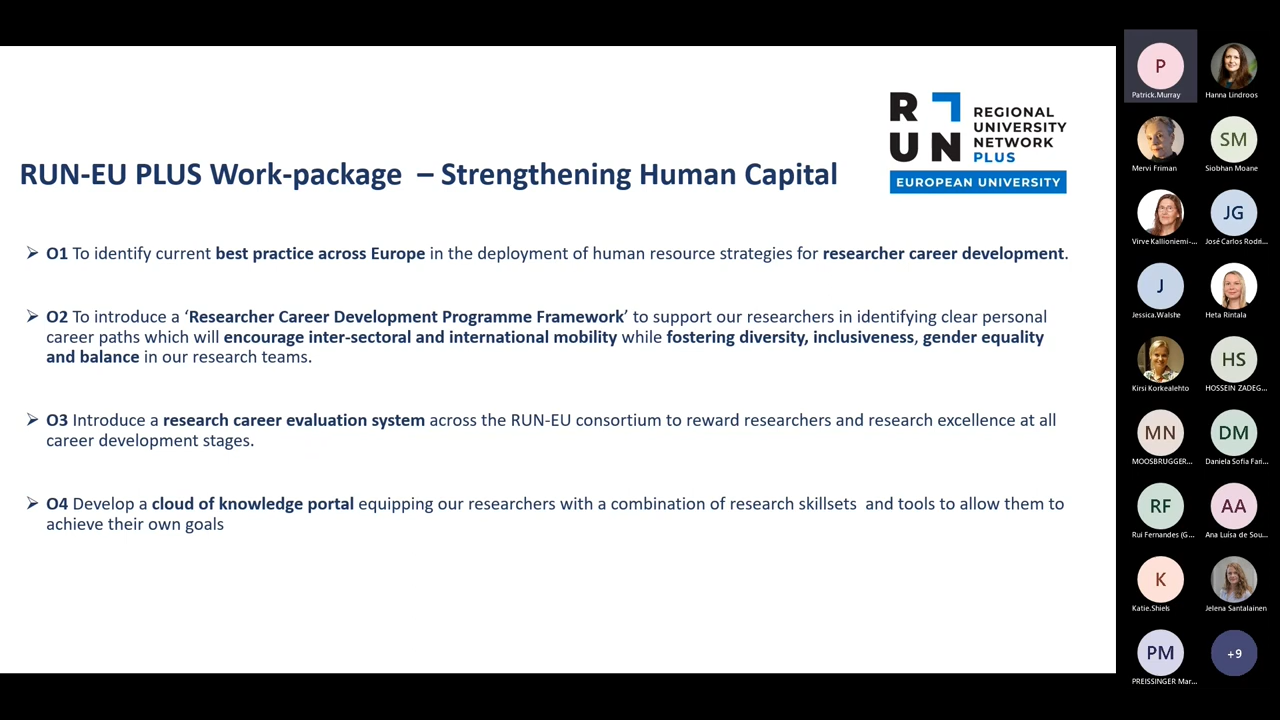 R
UN
REGIONAL
UNIVERSITY
NETWORK
PLUS
EUROPEAN UNIVERSITY
RUN-EU PLUS Work-package – Strengthening Human Capital
➢ O1 To identify current best practice across Europe in the deployment of human resource strategies for researcher career development.
➢ O2 To introduce a ‘Researcher Career Development Programme Framework’ to support our researchers in identifying clear personal
career paths which will encourage inter-sectoral and international mobility while fostering diversity, inclusiveness, gender equality
and balance in our research teams.
➢ O3 Introduce a research career evaluation system across the RUN-EU consortium to reward researchers and research excellence at all
career development stages.
➢ O4 Develop a cloud of knowledge portal equipping our researchers with a combination of research skillsets and tools to allow them to
achieve their own goals
P
Patrick.Murray
Hanna Lindroos
Mervi Friman
SM
Siobhan Moane
Virve Kallioniemi-...
JG
José Carlos Rodri...
J
Jessica.Walshe
Heta Rintala
Kirsi Korkealehto
HS
HOSSEIN ZADEG...
MN
MOOSBRUGGER...
DM
Daniela Sofia Fari...
RF
Rui Fernandes (G...
AA
Ana Luísa de Sou...
K
Katie.Shiels
Jelena Santalainen
PM
PREISSINGER Mar...
+9